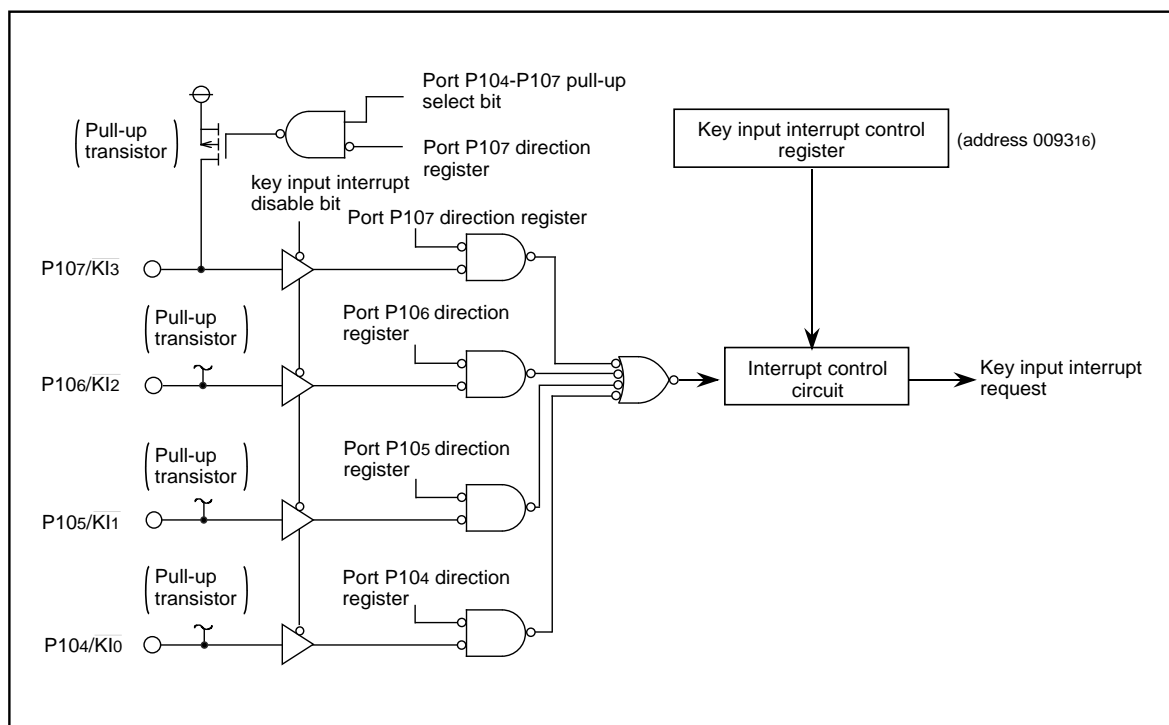 Port P104-P107 pull-up
select bit
(Pull-up
transistor)
Port P107 direction
register
Key input interrupt control
register
(address 009316)
key input interrupt
disable bit
Port P107 direction register
P107/KI3
(Pull-up
transistor)
Port P106 direction
register
P106/KI2
Interrupt control
circuit
Key input interrupt
request
(Pull-up
transistor)
Port P105 direction
register
P105/KI1
(Pull-up
transistor)
Port P104 direction
register
P104/KI0